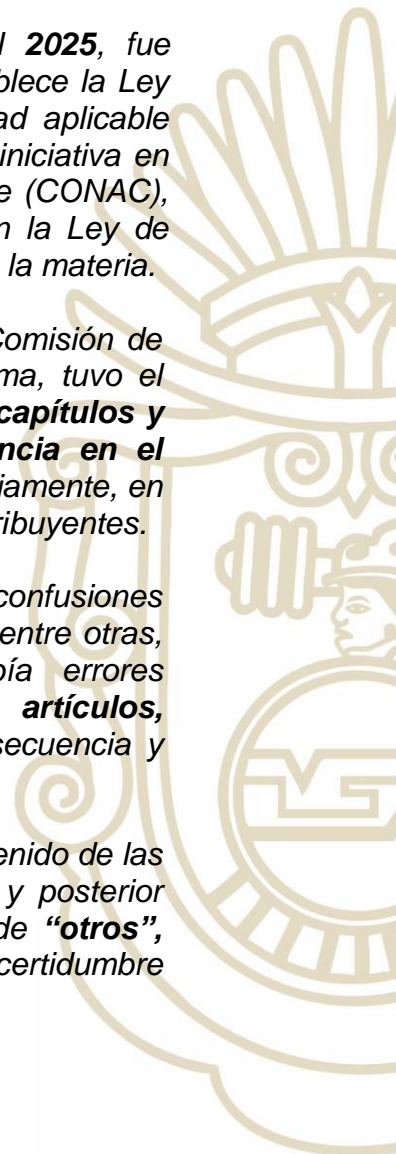 l 2025, fue
blece la Ley
ad aplicable
iniciativa en
e (CONAC),
n la Ley de
la materia.
Comisión de
ma, tuvo el
capítulos y
ncia en el
iamente, en
ribuyentes.
confusiones
entre otras,
bía errores
artículos,
secuencia y
enido de las
y posterior
de “otros”,
certidumbre